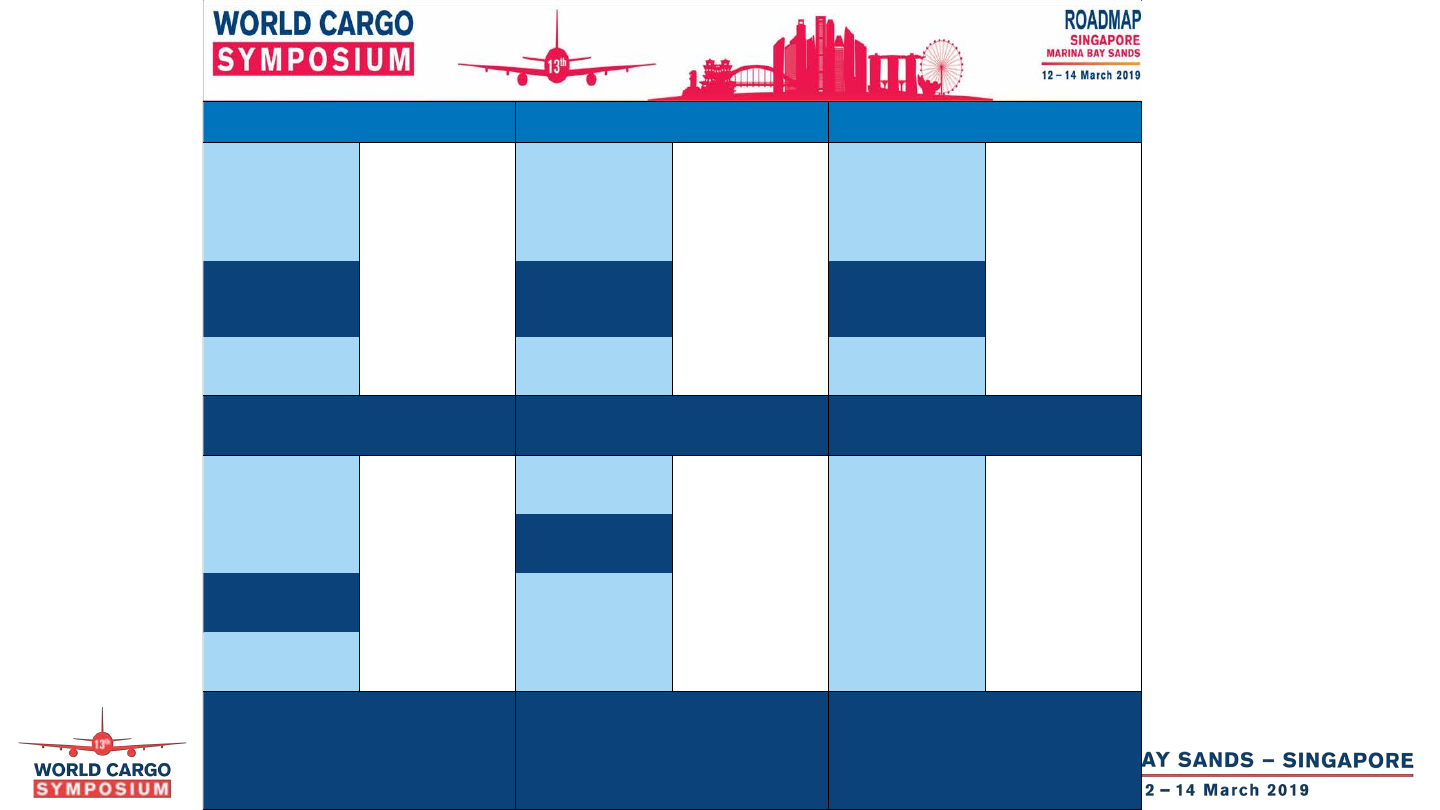 WORLD CARGO
SYMPOSIUM
13th
ROADMAP
SINGAPORE
MARINA BAY SANDS
12 – 14 March 2019
13th
WORLD CARGO
SYMPOSIUM
AY SANDS – SINGAPORE
2 – 14 March 2019